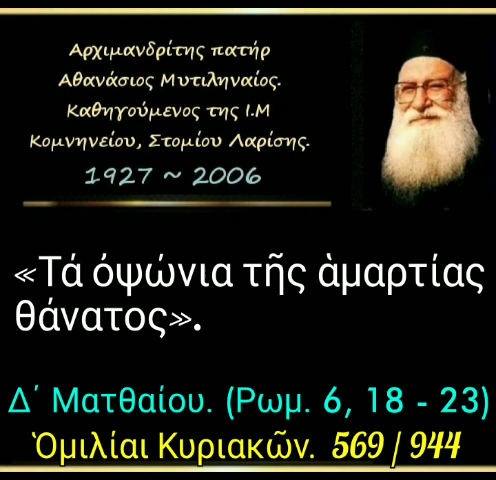 Αρχιμανδρίτης πατήρ
Αθανάσιος Μυτιληναίος.
Καθηγούμενος της Ι.Μ
Κομνηνείου, Στομίου Λαρίσης.
1927 ~ 2006
«Τά ὀψώνια τῆς ἁμαρτίας
θάνατος».
Δ΄ Ματθαίου. (Ρωμ. 6, 18 - 23)
Ὁμιλίαι Κυριακῶν. 569 / 944